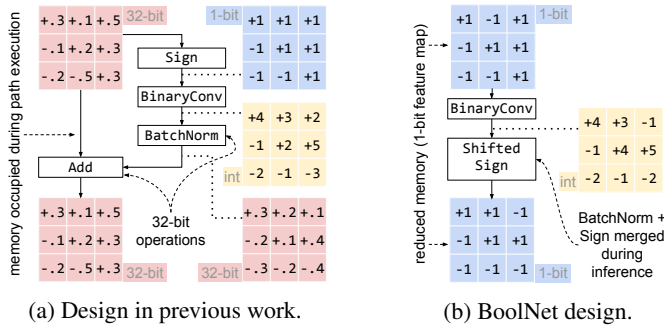 memory occupied during path execution
+.3 +.1 +.5
-.1 +.2 +.3
-.2 -.5 +.3
32-bit
Sign
+1 +1 +1
-1 +1 +1
-1 -1 +1
1-bit
BinaryConv
BatchNorm
+4 +3 +2
-1 +2 +5
-2 -1 -3
int
Add
32-bit
operations
+.3 +.1 +.5
-.1 +.2 +.3
-.2 -.5 +.3
32-bit
+.3 +.2 +.1
-.2 +.1 +.4
-.3 -.2 -.4
32-bit
(a) Design in previous work.
reduced memory (1-bit feature map)
+1 -1 +1
-1 +1 +1
-1 -1 +1
1-bit
BinaryConv
+4 +3 -1
-1 +4 +5
-2 -1 -2
int
Shifted
Sign
BatchNorm +
Sign merged
during
inference
+1 +1 -1
-1 +1 +1
-1 -1 -1
1-bit
(b) BoolNet design.